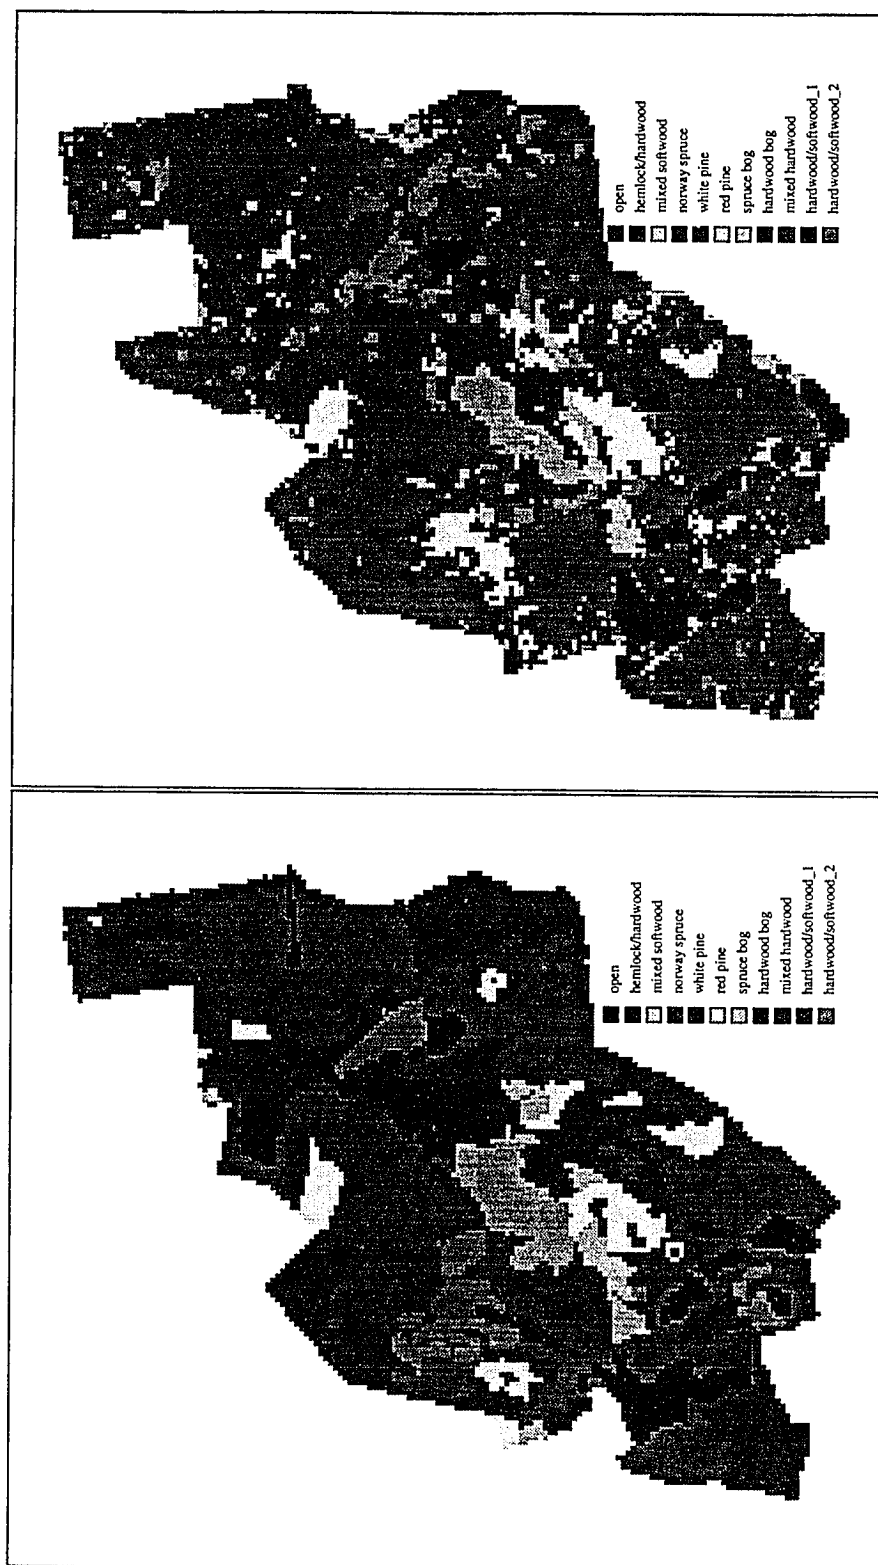 open
hemlock/hardwood
mixed softwood
norway spruce
white pine
red pine
spruce bog
hardwood bog
mixed hardwood
hardwood/softwood_1
hardwood/softwood_2
open
hemlock/hardwood
mixed softwood
norway spruce
white pine
red pine
spruce bog
hardwood bog
mixed hardwood
hardwood/softwood_1
hardwood/softwood_2